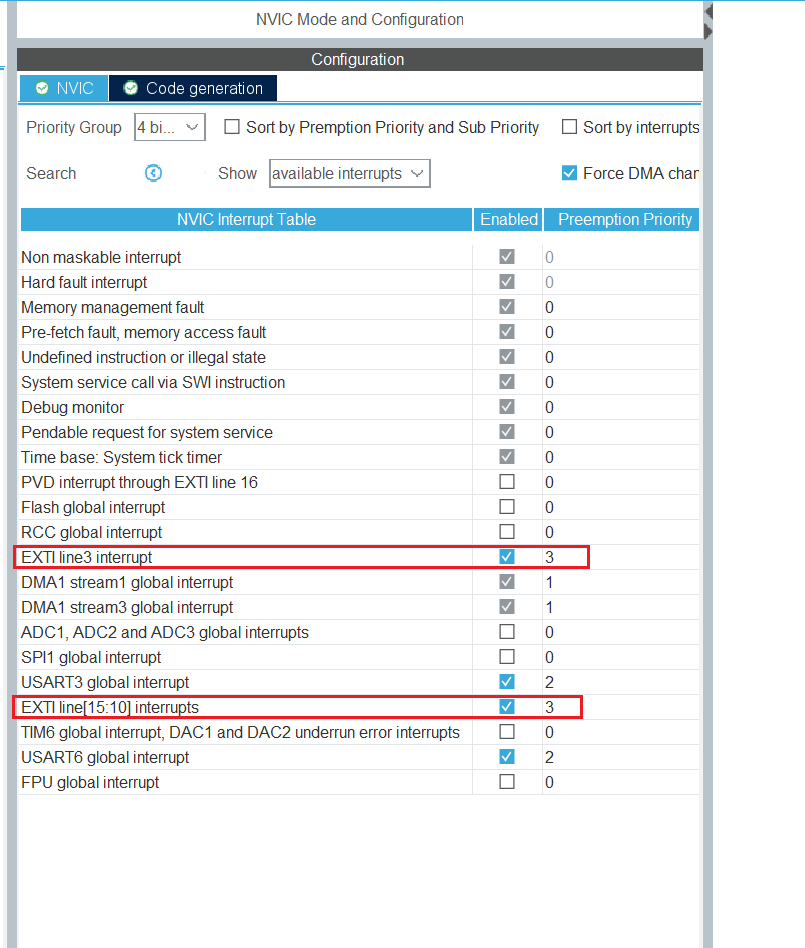 NVIC Mode and Configuration
Configuration
NVIC Code generation
Priority Group 4 bi... Sort by Premption Priority and Sub Priority Sort by interrupts
Search Show available interrupts Force DMA char
NVIC Interrupt Table Enabled Preemption Priority
Non maskable interrupt 0
Hard fault interrupt 0
Memory management fault 0
Pre-fetch fault, memory access fault 0
Undefined instruction or illegal state 0
System service call via SWI instruction 0
Debug monitor 0
Pendable request for system service 0
Time base: System tick timer 0
PVD interrupt through EXTI line 16 0
Flash global interrupt 0
RCC global interrupt 0
EXTI line3 interrupt 3
DMA1 stream1 global interrupt 1
DMA1 stream3 global interrupt 1
ADC1, ADC2 and ADC3 global interrupts 0
SPI1 global interrupt 0
USART3 global interrupt 2
EXTI line[15:10] interrupts 3
TIM6 global interrupt, DAC1 and DAC2 underrun error interrupts 0
USART6 global interrupt 2
FPU global interrupt 0